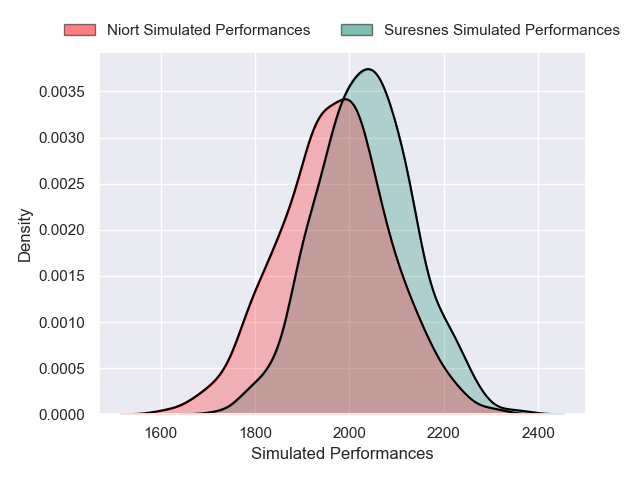 Niort Simulated Performances
Suresnes Simulated Performances
0.0035
0.0030
0.0025
0.0020
0.0015
0.0010
0.0005
0.0000
Density
1600 1800 2000 2200 2400
Simulated Performances